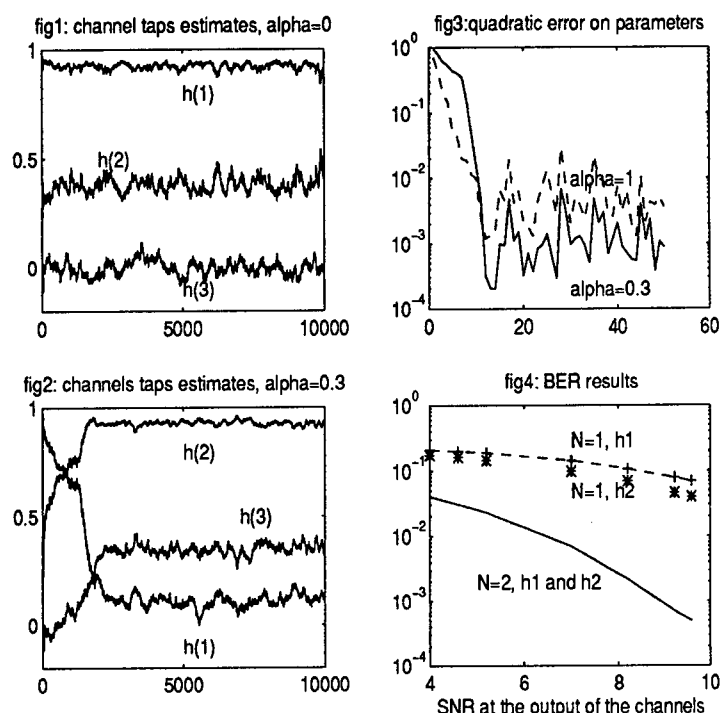 fig1: channel taps estimates, alpha=0
1
0.5
0
h(1)
h(2)
h(3)
0
5000
10000
fig3:quadratic error on parameters
10^0
10^-1
10^-2
10^-3
10^-4
alpha=1
alpha=0.3
0
20
40
60
fig2: channels taps estimates, alpha=0.3
1
0.5
0
h(2)
h(3)
h(1)
0
5000
10000
fig4: BER results
10^0
10^-1
10^-2
10^-3
10^-4
N=1, h1
N=1, h2
N=2, h1 and h2
4
6
8
10
SNR at the output of the channels